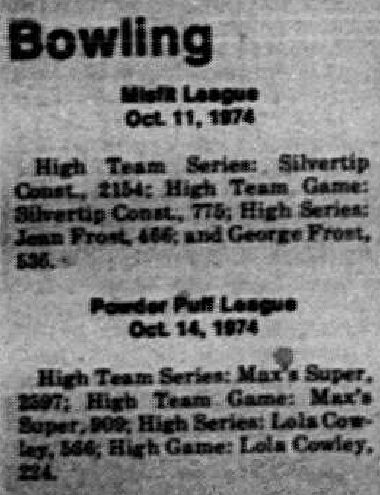 Bowling
Misfit League
Oct. 11, 1974
High Team Series: Silvertip
Const., 2154; High Team Game:
Silvertip Const., 775; High Series:
Jean Frost, 466; and George Frost,
536.
Powder Puff League
Oct. 14, 1974
High Team Series: Max's Super,
2597; High Team Game: Max's
Super, 909; High Series: Lola Cow-
ley, 566; High Game: Lola Cowley,
224.